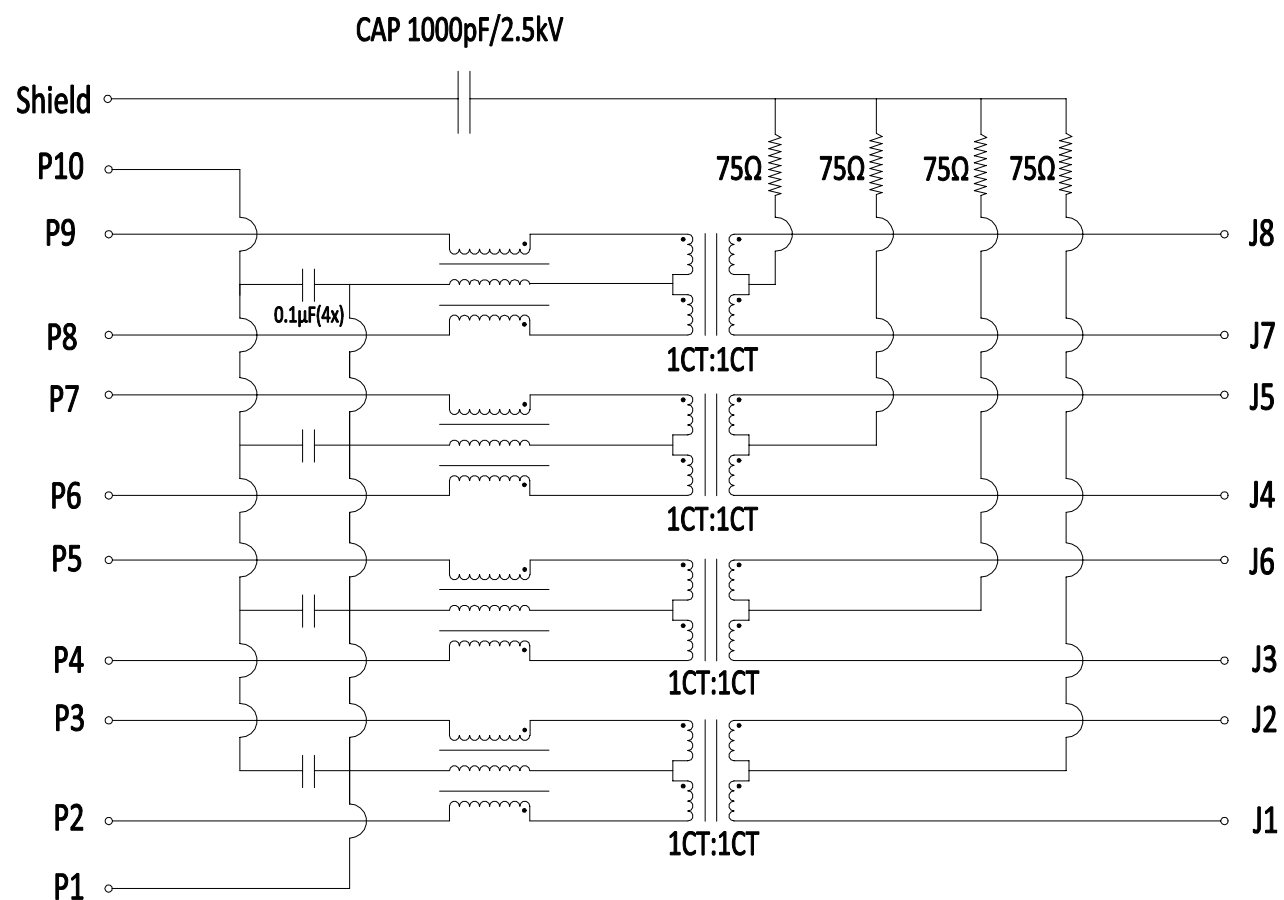 CAP 1000pF/2.5kV
Shield
P10
75Ω 75Ω 75Ω 75Ω
P9
J8
0.1µF(4x)
P8
J7
1CT:1CT
P7
J5
P6
J4
1CT:1CT
P5
J6
P4
J3
1CT:1CT
P3
J2
P2
J1
1CT:1CT
P1